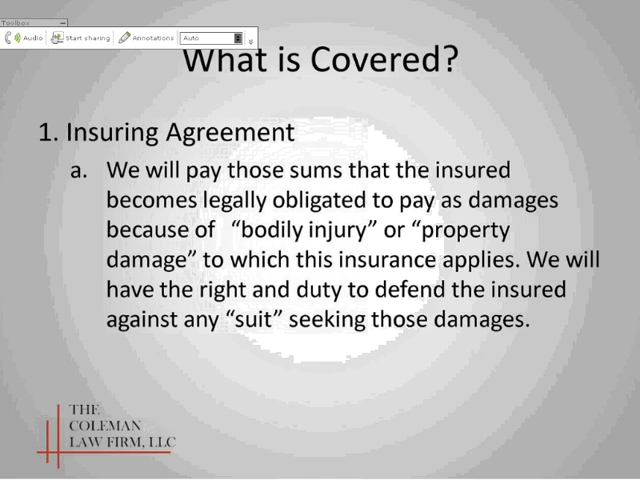 Toolbox
Audio Start sharing Annotations Auto
What is Covered?
1. Insuring Agreement
a. We will pay those sums that the insured
becomes legally obligated to pay as damages
because of “bodily injury” or “property
damage” to which this insurance applies. We will
have the right and duty to defend the insured
against any “suit” seeking those damages.
THE
COLEMAN
LAW FIRM, LLC